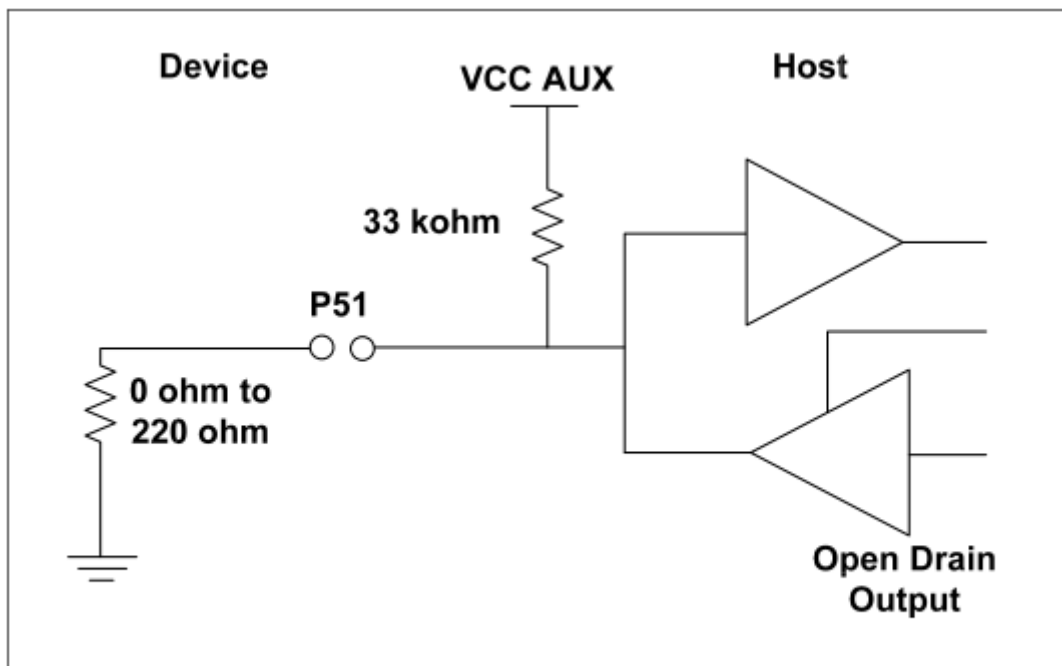 Device
VCC AUX
Host
33 kohm
P51
0 ohm to
220 ohm
Open Drain
Output